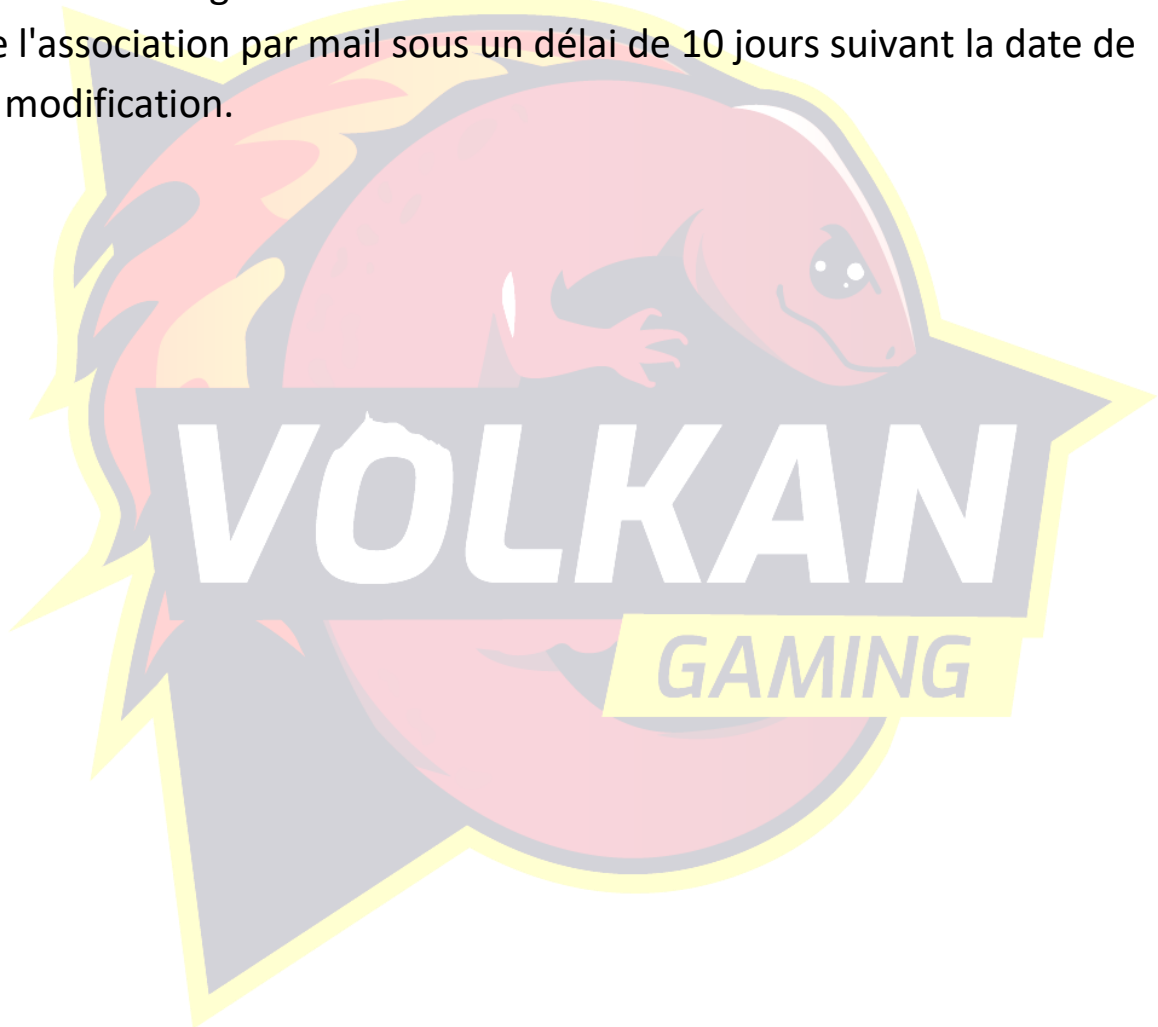 e l'association par mail sous un délai de 10 jours suivant la date de
modification.
VOLKAN
GAMING